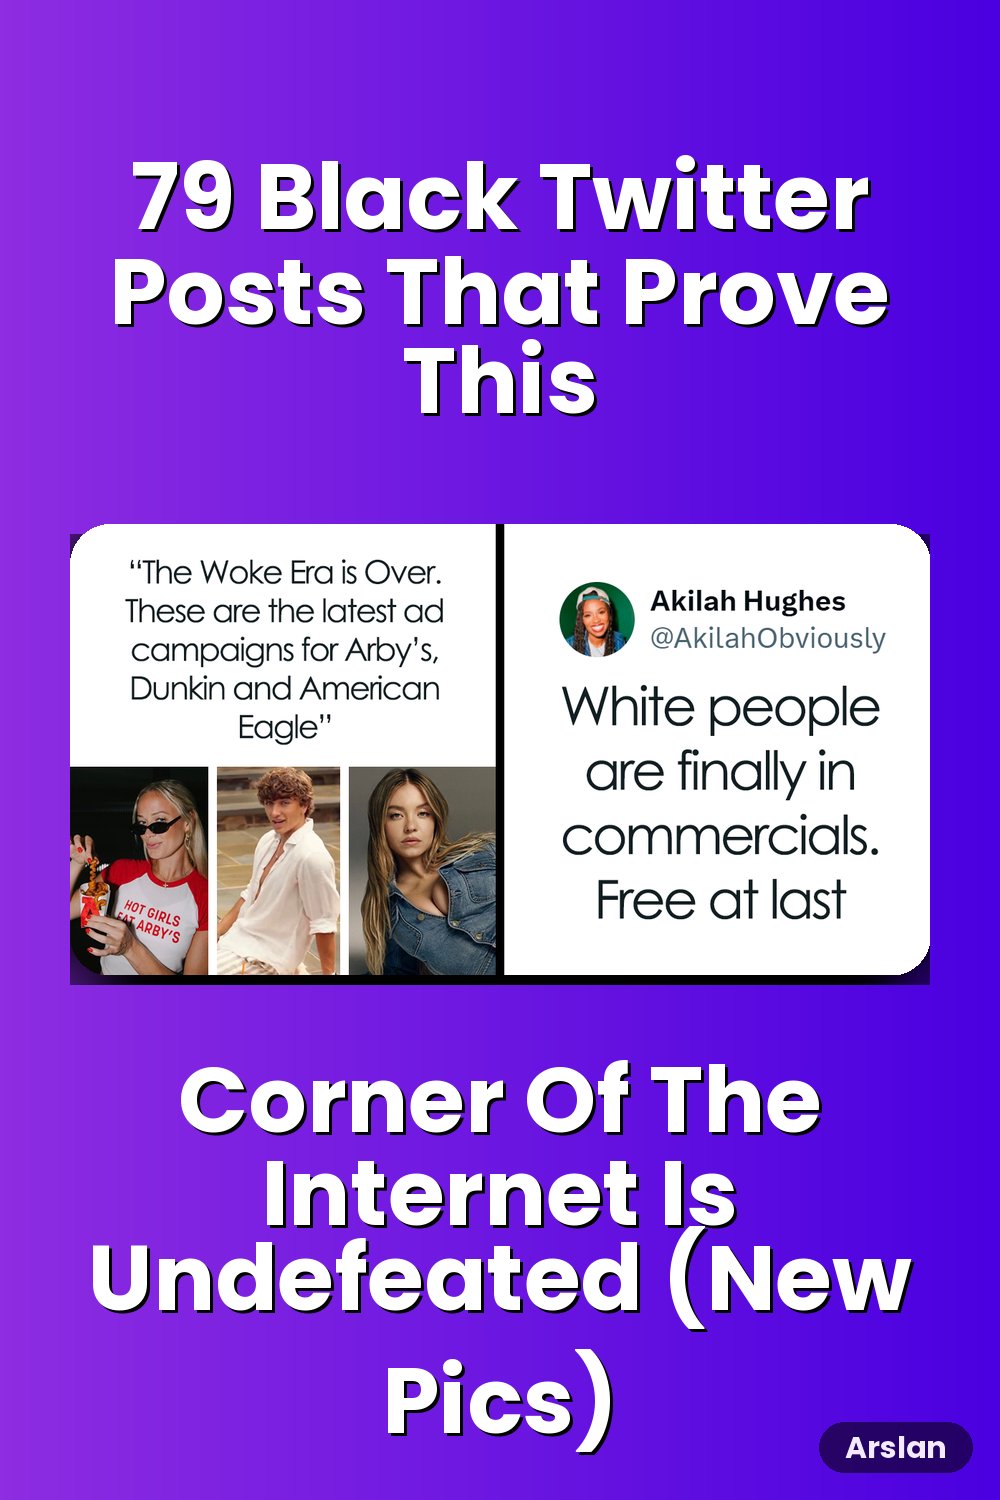 79 Black Twitter
Posts That Prove
This
“The Woke Era is Over.
These are the latest ad
campaigns for Arby’s,
Dunkin and American
Eagle”
HOT GIRLS
EAT ARBY’S
Akilah Hughes
@AkilahObviously
White people
are finally in
commercials.
Free at last
Corner Of The
Internet Is
Undefeated (New
Pics)
Arslan